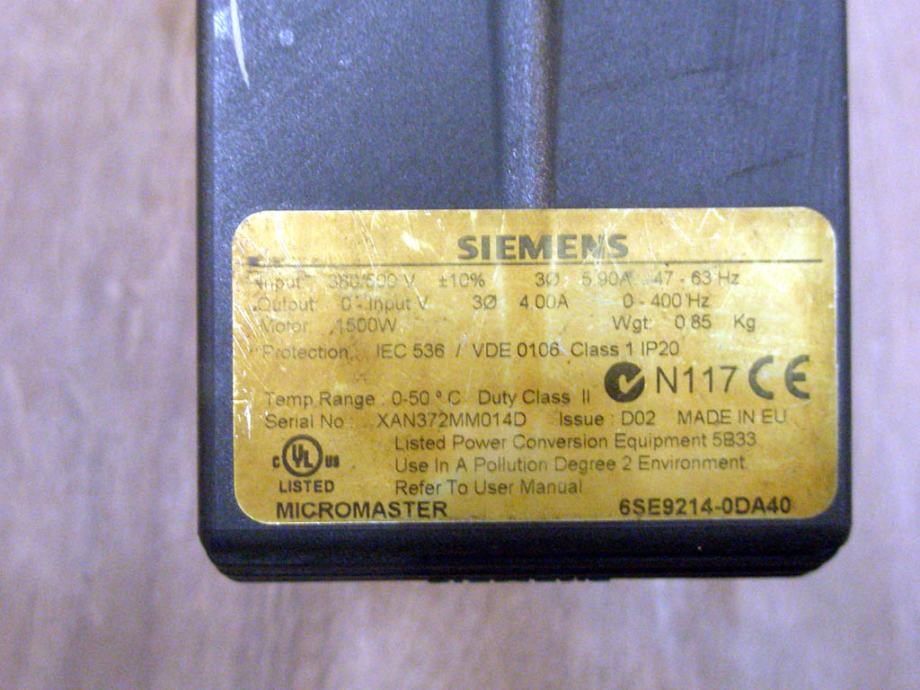 SIEMENS
Input: 380/500 V ±10% 3Ø 5.90A 47 - 63 Hz
Output 0 - Input V 3Ø 4.00A 0 - 400 Hz
Motor: 1500W Wgt: 0.85 Kg
Protection: IEC 536 / VDE 0106 Class 1 IP20
N117 CE
Temp Range : 0-50 ° C Duty Class II
Serial No : XAN372MM014D Issue : D02 MADE IN EU
Listed Power Conversion Equipment 5B33
c UL US Use In A Pollution Degree 2 Environment
LISTED Refer To User Manual
MICROMASTER 6SE9214-0DA40